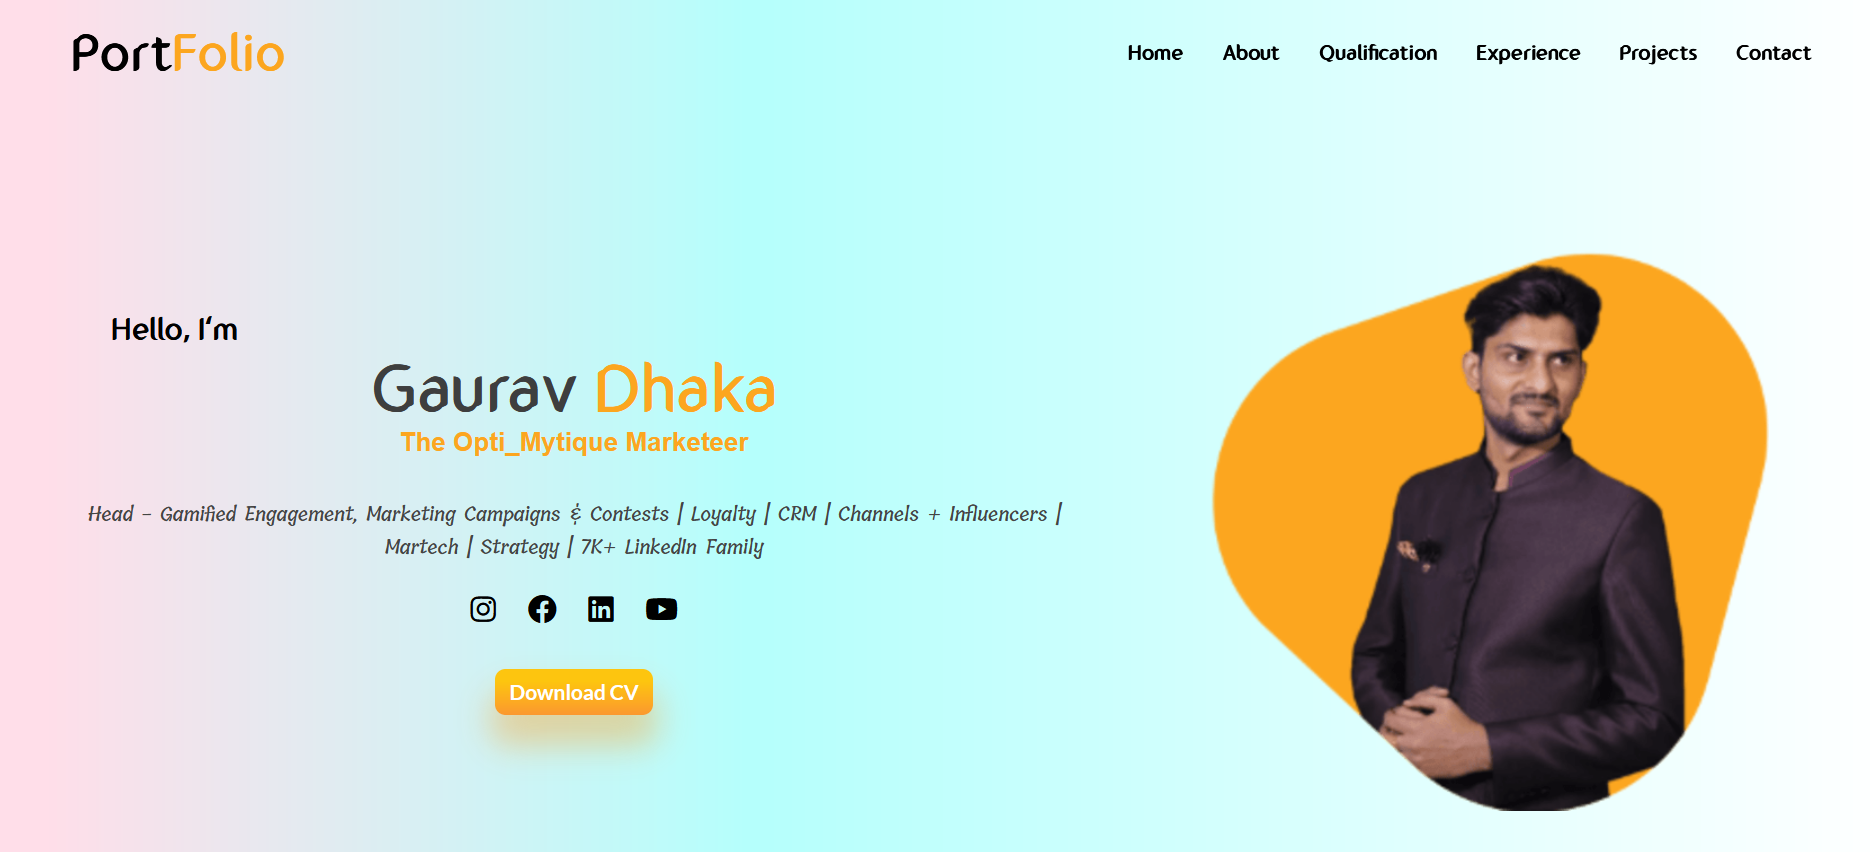 PortFolio
Home About Qualification Experience Projects Contact
Hello, I'm
Gaurav Dhaka
The Opti_Mytique Marketeer
Head - Gamified Engagement, Marketing Campaigns & Contests | Loyalty | CRM | Channels + Influencers |
Martech | Strategy | 7K+ LinkedIn Family
Download CV